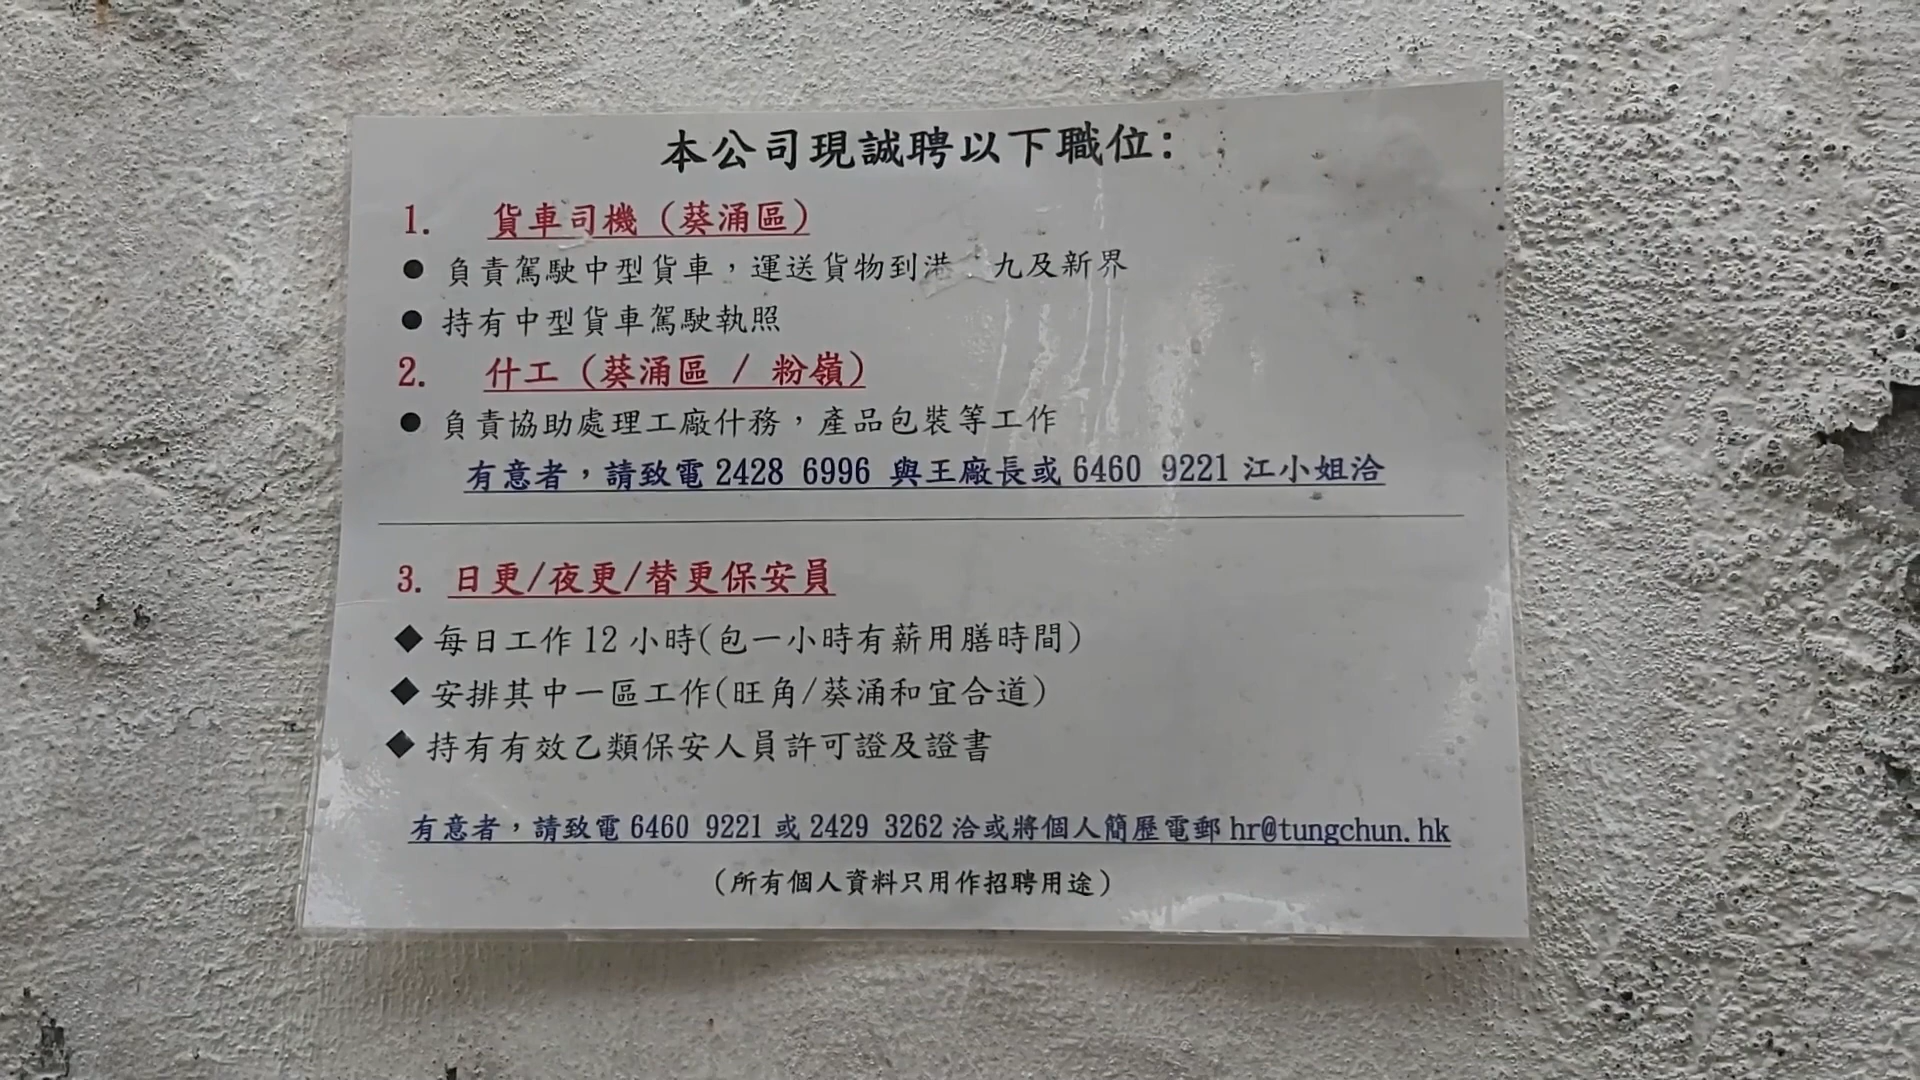 本公司現誠聘以下職位：
1. 貨車司機（葵涌區）
● 負責駕駛中型貨車，運送貨物到港、九及新界
● 持有中型貨車駕駛執照
2. 什工（葵涌區 / 粉嶺）
● 負責協助處理工廠什務，產品包裝等工作
有意者，請致電 2428 6996 與王廠長或 6460 9221 江小姐洽
3. 日更/夜更/替更保安員
◆ 每日工作 12 小時(包一小時有薪用膳時間)
◆ 安排其中一區工作(旺角/葵涌和宜合道)
◆ 持有有效乙類保安人員許可證及證書
有意者，請致電 6460 9221 或 2429 3262 洽或將個人簡歷電郵 hr@tungchun.hk
(所有個人資料只用作招聘用途)